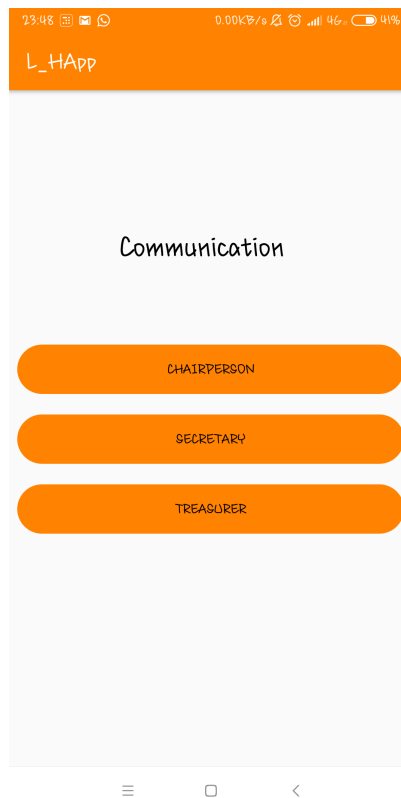 23:48 0.00KB/s 4G 41%
L_HApp
Communication
CHAIRPERSON
SECRETARY
TREASURER